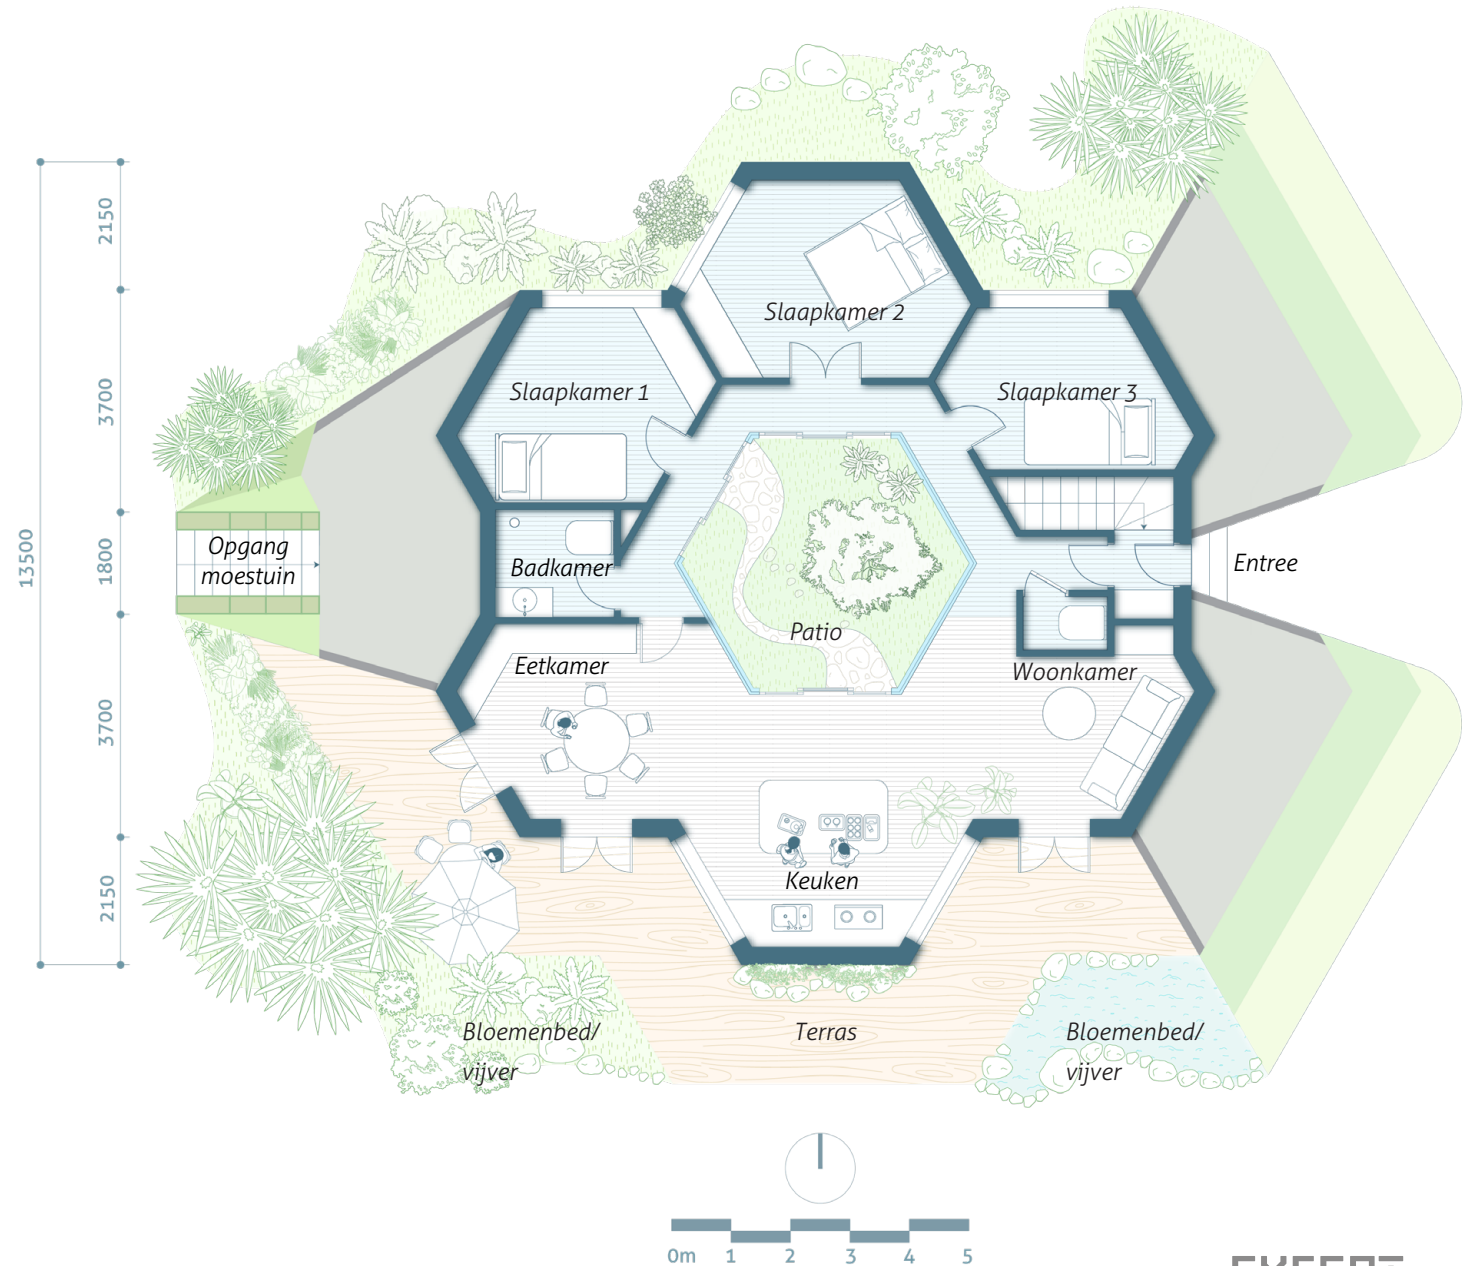 2150
3700
13500
1800
3700
2150
Slaapkamer 2
Slaapkamer 1
Slaapkamer 3
Opgang
moestuin
Badkamer
Entree
Patio
Eetkamer
Woonkamer
Keuken
Bloemenbed/
vijver
Terras
Bloemenbed/
vijver
0m 1 2 3 4 5